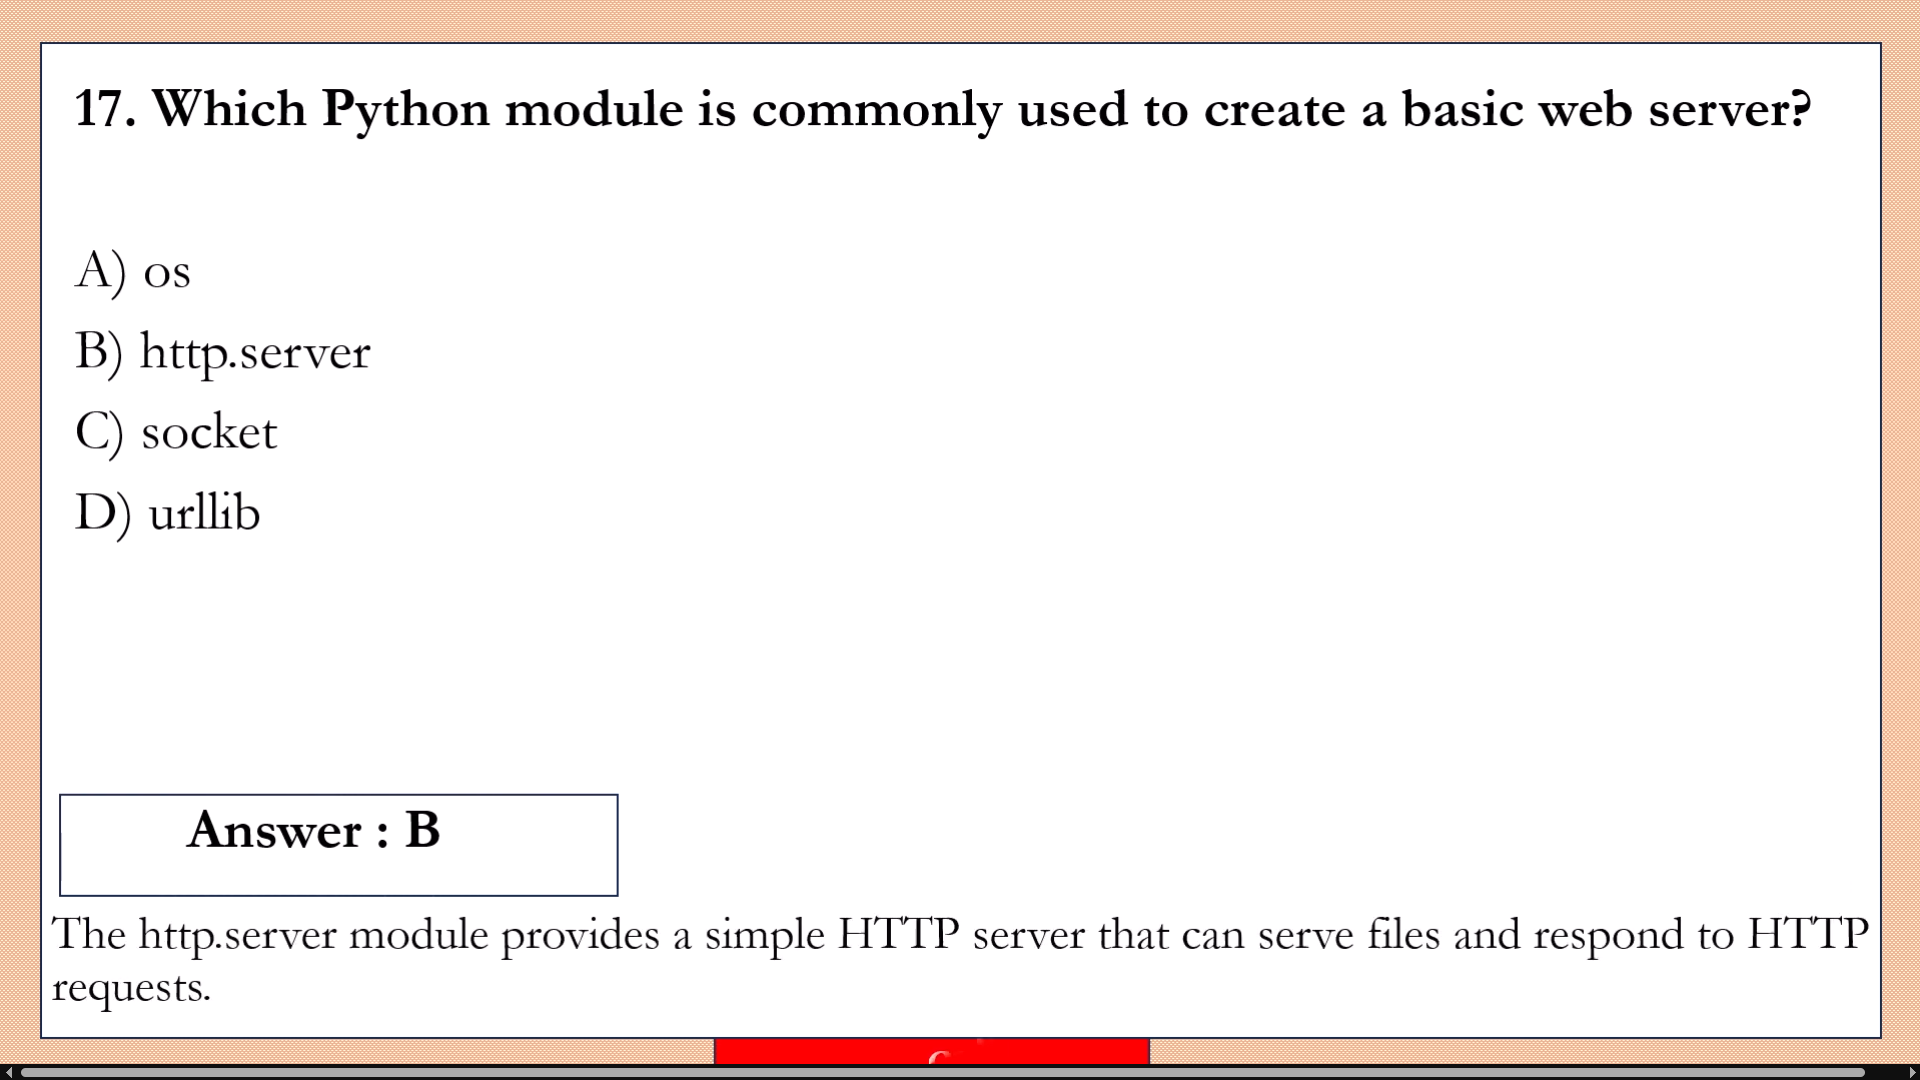 17. Which Python module is commonly used to create a basic web server?
A) os
B) http.server
C) socket
D) urllib
Answer : B
The http.server module provides a simple HTTP server that can serve files and respond to HTTP
requests.